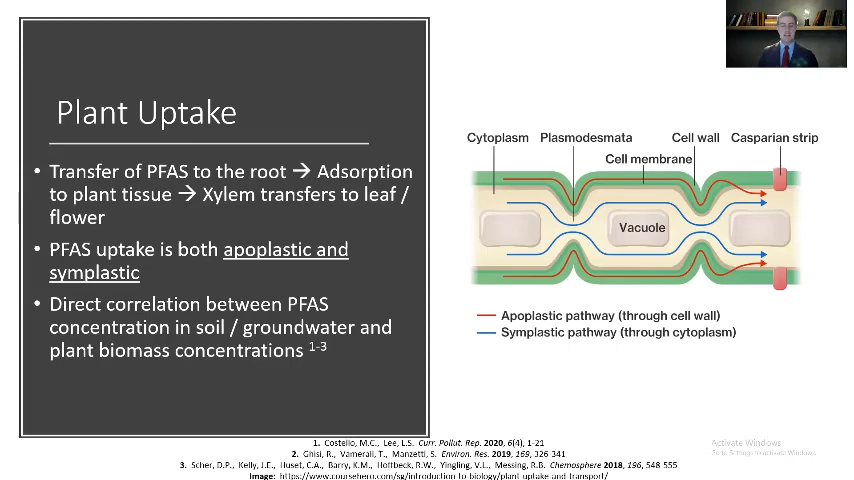 Plant Uptake
• Transfer of PFAS to the root → Adsorption
to plant tissue → Xylem transfers to leaf /
flower
• PFAS uptake is both apoplastic and
symplastic
• Direct correlation between PFAS
concentration in soil / groundwater and
plant biomass concentrations 1-3
Cytoplasm Plasmodesmata Cell wall Casparian strip
Cell membrane
Vacuole
Apoplastic pathway (through cell wall)
Symplastic pathway (through cytoplasm)
1. Costello, M.C., Lee, L.S. Curr. Pollut. Rep. 2020, 6(4), 1-21
2. Ghisi, R., Vamerali, T., Manzetti, S. Environ. Res. 2019, 169, 326-341
3. Scher, D.P., Kelly, J.E., Huset, C.A., Barry, K.M., Hoffbeck, R.W., Yingling, V.L., Messing, R.B. Chemosphere 2018, 196, 548-555
Image: https://www.coursehero.com/sg/introduction-to-biology/plant-uptake-and-transport/
Activate Windows
Go to Settings to activate Windows.